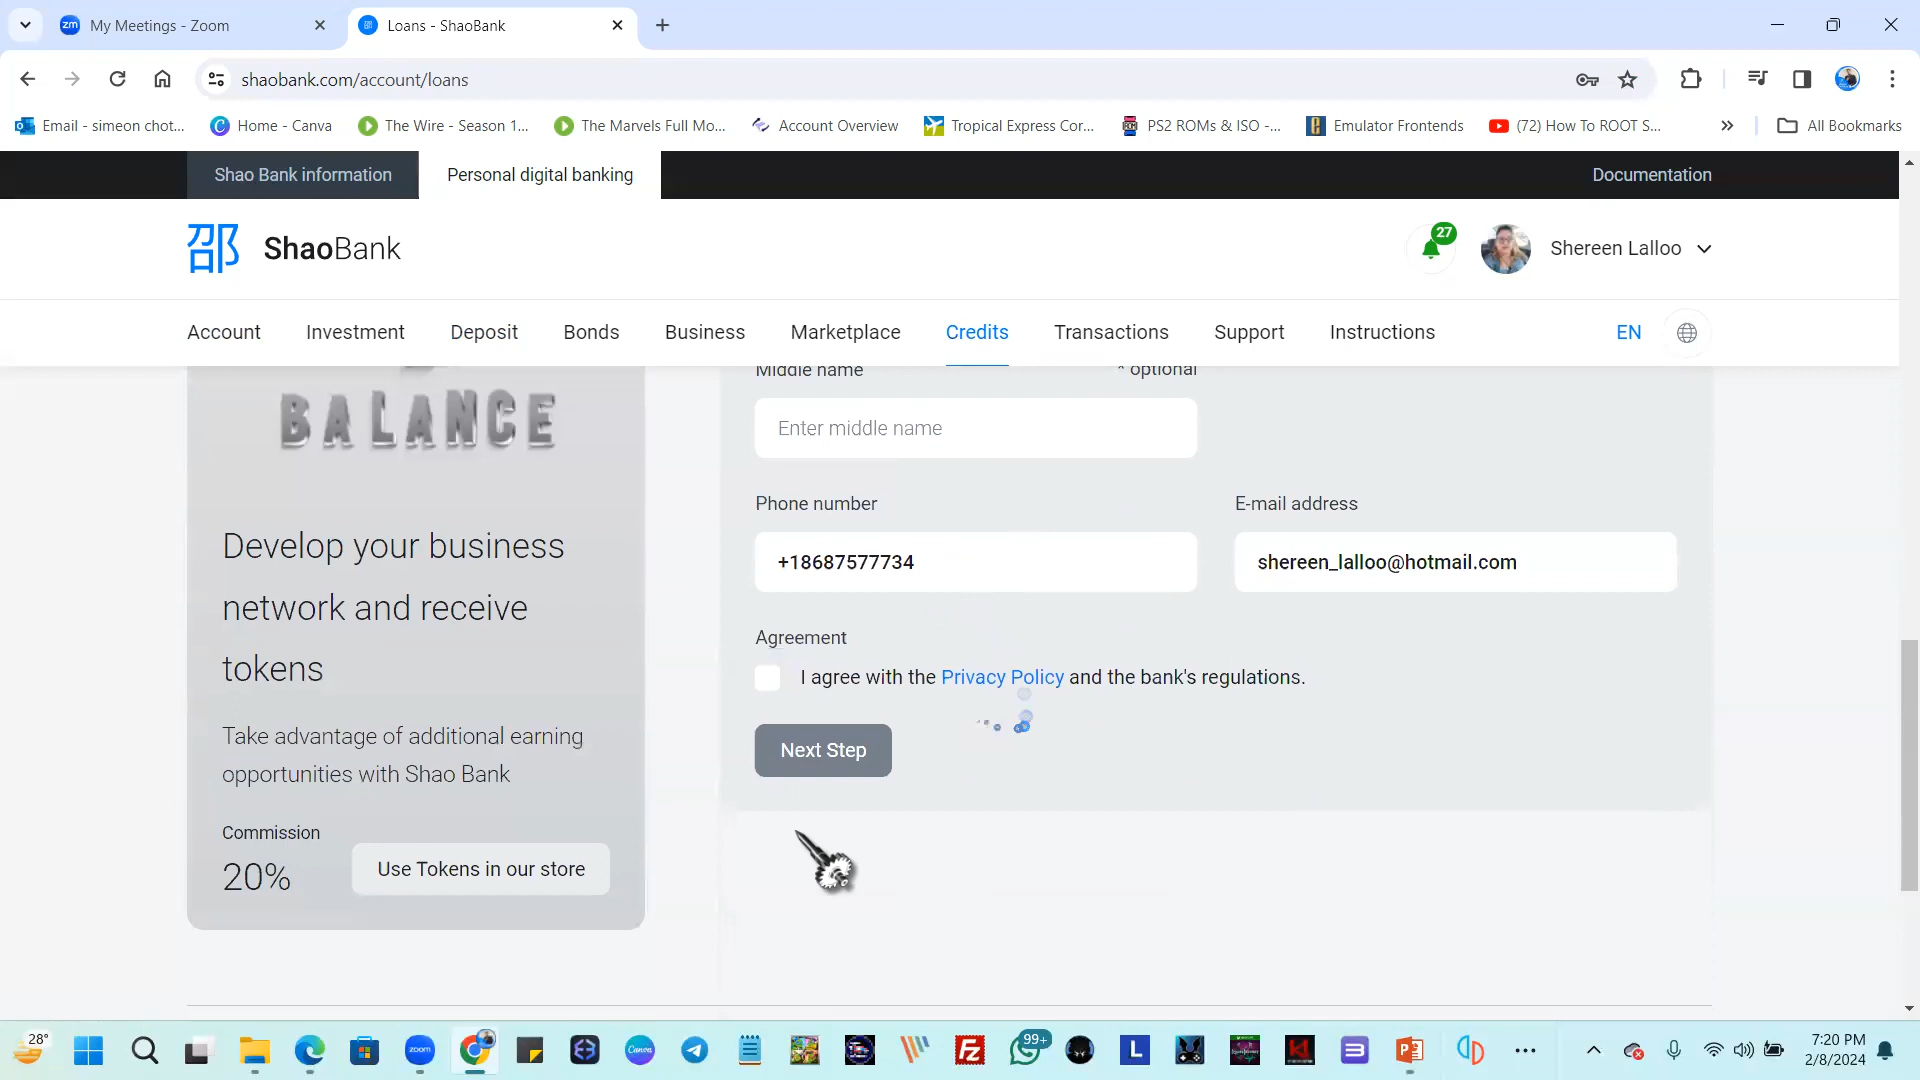 My Meetings - Zoom
Loans - ShaoBank
shaobank.com/account/loans
Email - simeon chot...
Home - Canva
The Wire - Season 1...
The Marvels Full Mo...
Account Overview
Tropical Express Cor...
PS2 ROMs & ISO -...
Emulator Frontends
(72) How To ROOT S...
All Bookmarks
Shao Bank information
Personal digital banking
Documentation
邵 ShaoBank
27
Shereen Lalloo
Account
Investment
Deposit
Bonds
Business
Marketplace
Credits
Transactions
Support
Instructions
EN
BALANCE
Develop your business
network and receive
tokens
Take advantage of additional earning
opportunities with Shao Bank
Commission
20%
Use Tokens in our store
Middle name
* optional
Enter middle name
Phone number
E-mail address
+18687577734
shereen_lalloo@hotmail.com
Agreement
I agree with the Privacy Policy and the bank's regulations.
Next Step
28°
zoom
Canva
99+
7:20 PM
2/8/2024